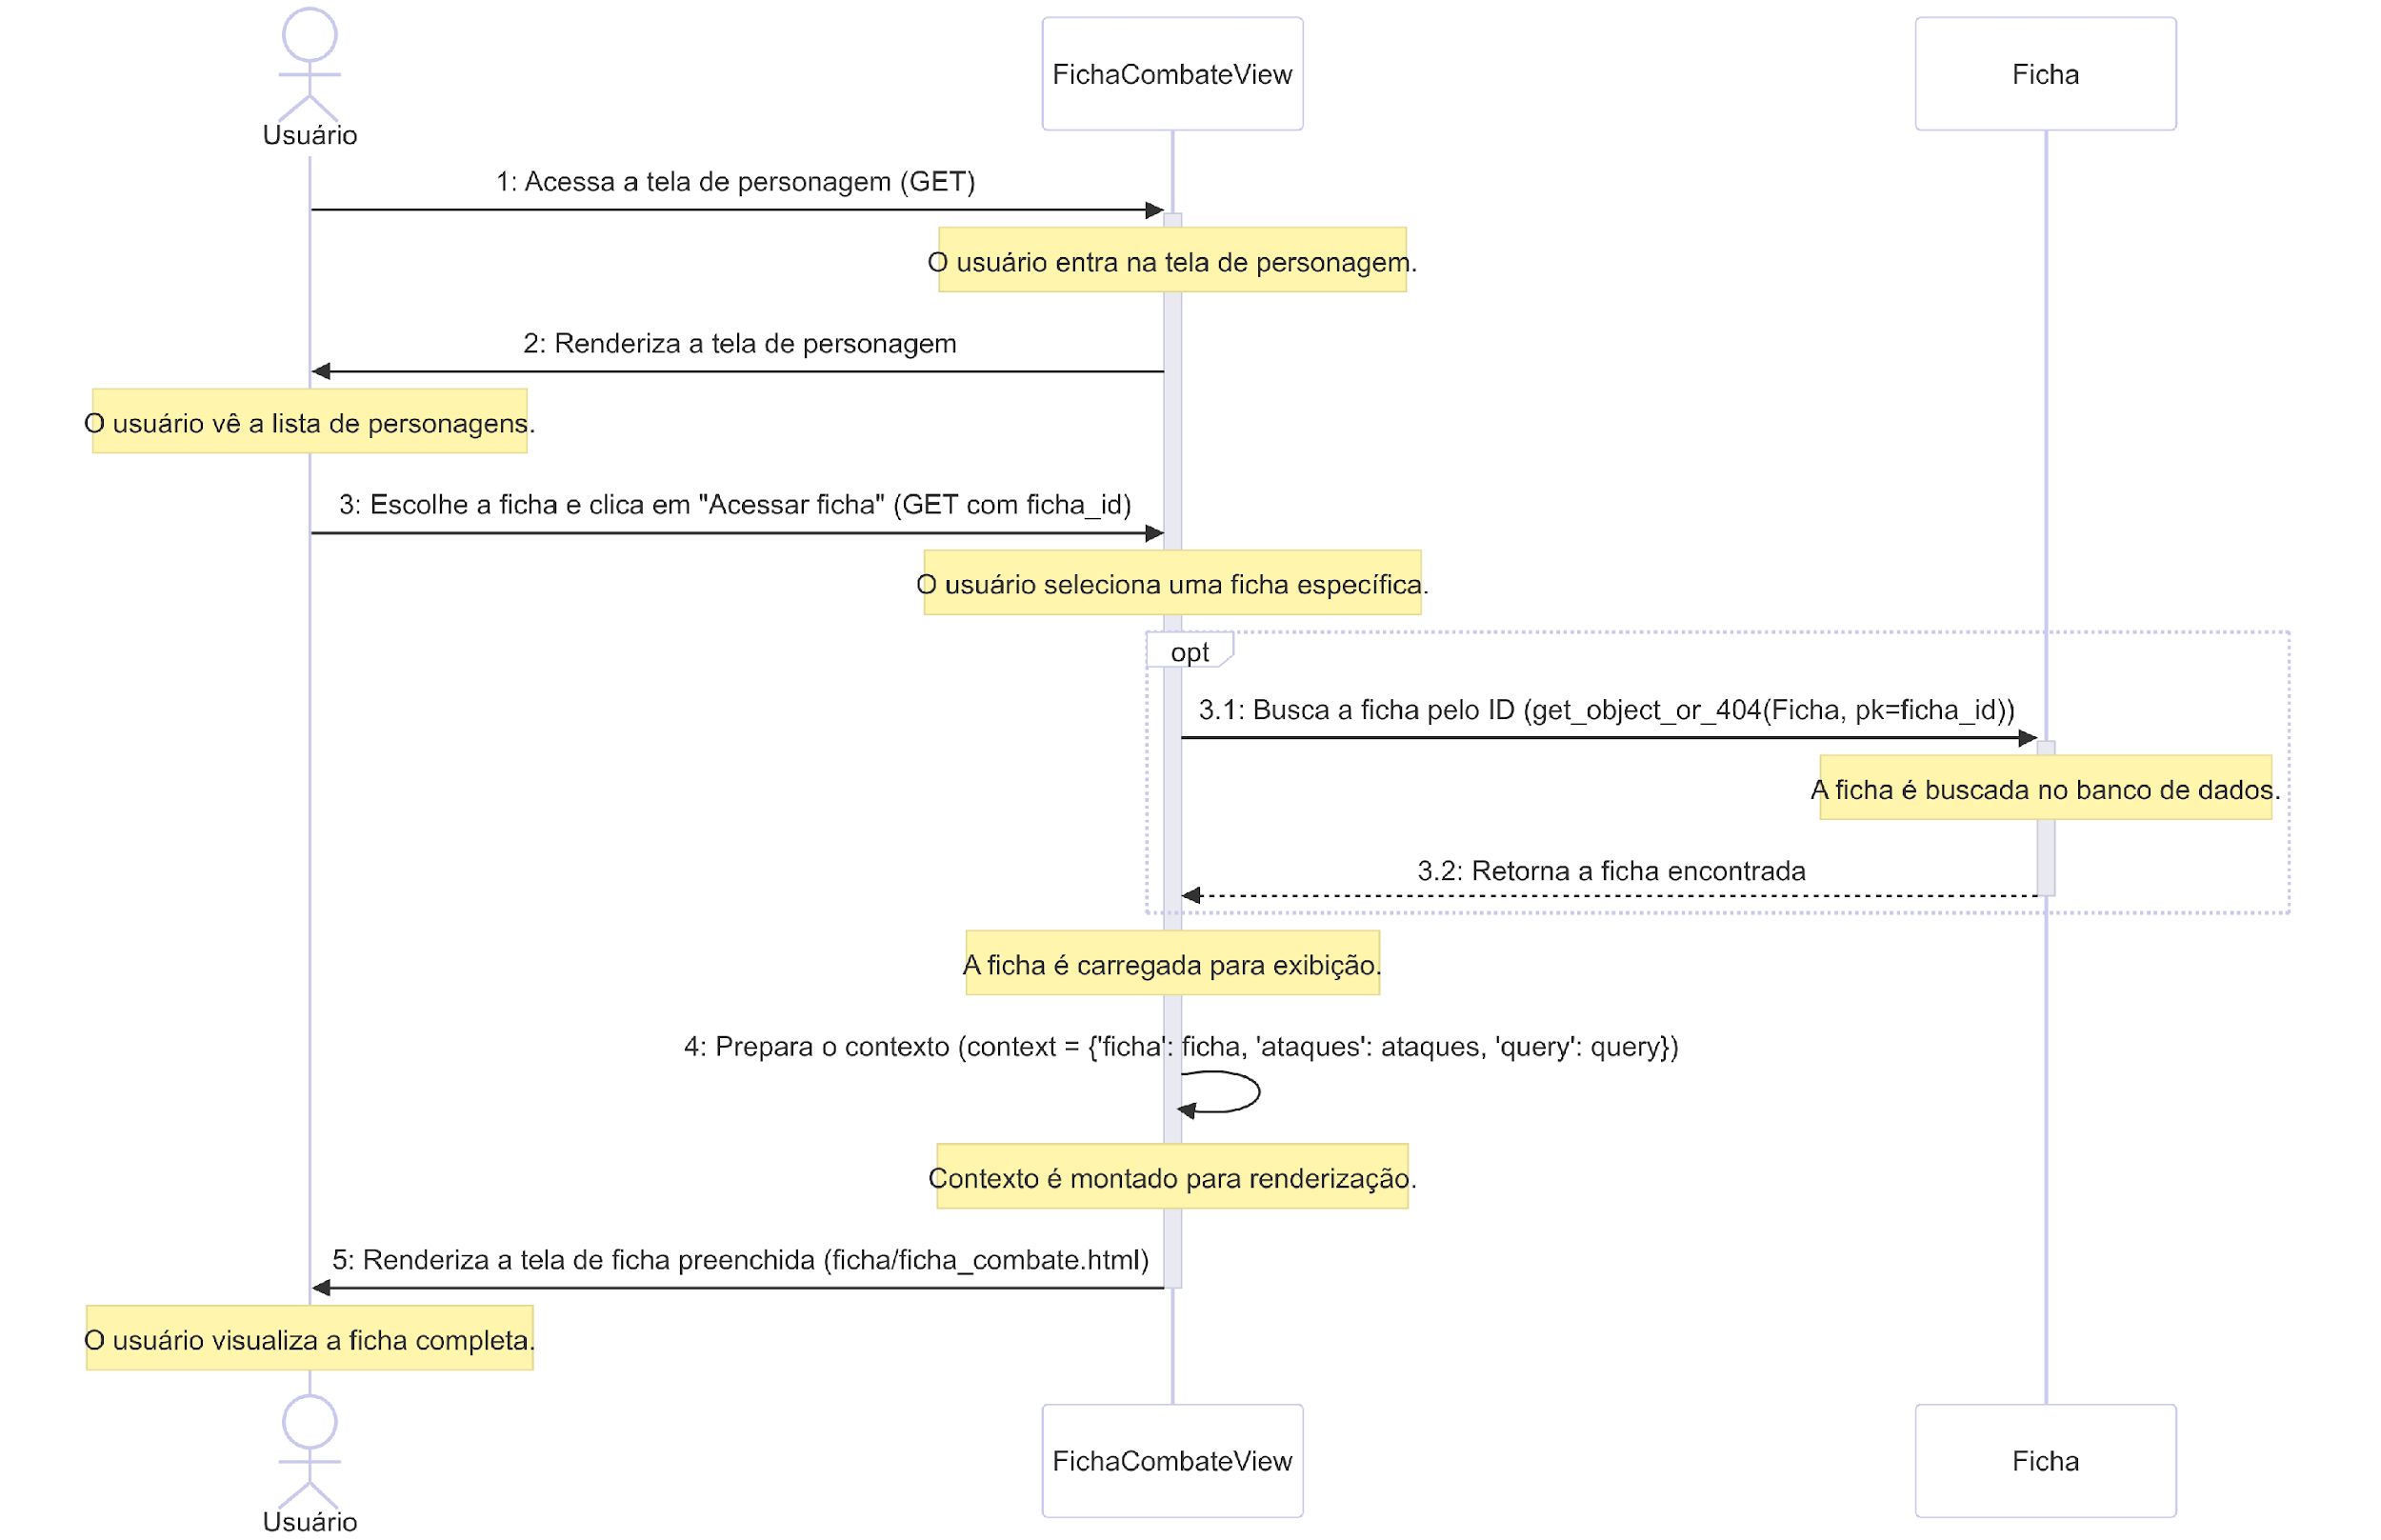 Usuário
FichaCombateView
Ficha
1: Acessa a tela de personagem (GET)
O usuário entra na tela de personagem.
2: Renderiza a tela de personagem
O usuário vê a lista de personagens.
3: Escolhe a ficha e clica em "Acessar ficha" (GET com ficha_id)
O usuário seleciona uma ficha específica.
opt
3.1: Busca a ficha pelo ID (get_object_or_404(Ficha, pk=ficha_id))
A ficha é buscada no banco de dados.
3.2: Retorna a ficha encontrada
A ficha é carregada para exibição.
4: Prepara o contexto (context = {'ficha': ficha, 'ataques': ataques, 'query': query})
Contexto é montado para renderização.
5: Renderiza a tela de ficha preenchida (ficha/ficha_combate.html)
O usuário visualiza a ficha completa.
Usuário
FichaCombateView
Ficha